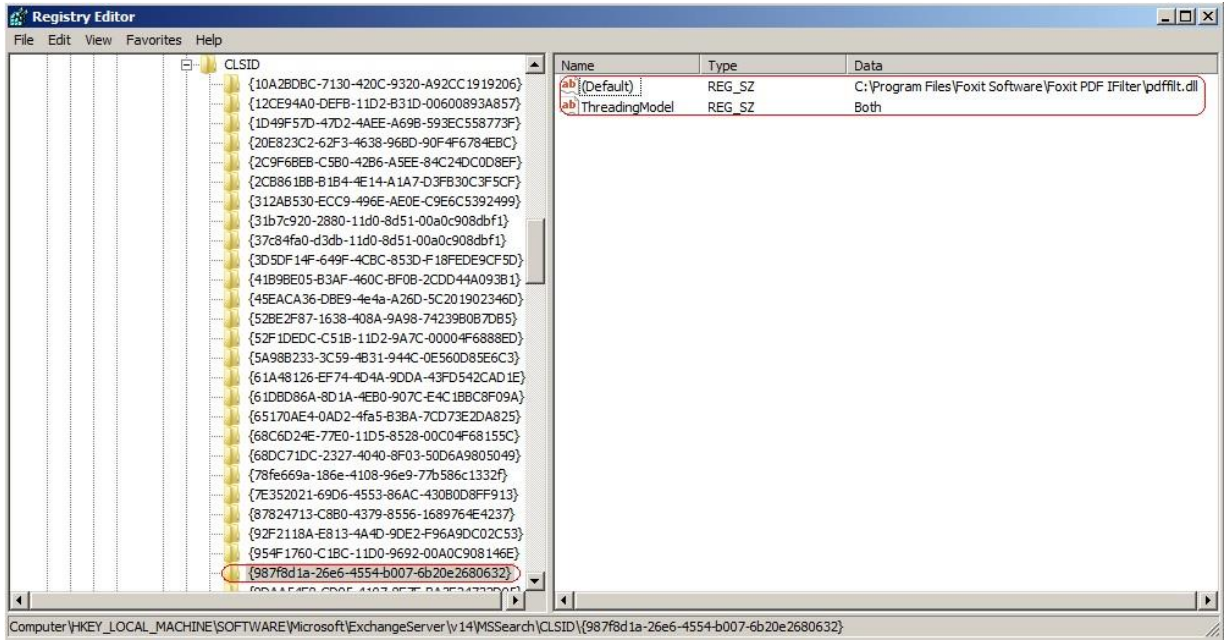 Registry Editor
File Edit View Favorites Help
CLSID
{10A2BDBC-7130-420C-9320-A92CC1919206}
{12CE94A0-DEFB-11D2-B31D-00600893A857}
{1D49F57D-47D2-4AEE-A69B-593EC558773F}
{20E823C2-62F3-4638-96BD-90F4F6784EBC}
{2C9F6BEB-C5B0-42B6-A5EE-84C24DC0D8EF}
{2CB861BB-B1B4-4E14-A1A7-D3FB30C3F5CF}
{312AB530-ECC9-496E-AE0E-C9E6C5392499}
{31b7c920-2880-11d0-8d51-00a0c908dbf1}
{37c84fa0-d3db-11d0-8d51-00a0c908dbf1}
{3D5DF14F-649F-4CBC-853D-F18FEDE9CF5D}
{41B9BE05-B3AF-460C-BF0B-2CDD44A093B1}
{45EACA36-DBE9-4e4a-A26D-5C201902346D}
{52BE2F87-1638-408A-9A98-74239B0B7DB5}
{52F1DEDC-C51B-11D2-9A7C-00004F6888ED}
{5A98B233-3C59-4B31-944C-0E560D85E6C3}
{61A48126-EF74-4D4A-9DDA-43FD542CAD1E}
{61DBD86A-8D1A-4EB0-907C-E4C1BBC8F09A}
{65170AE4-0AD2-4fa5-B3BA-7CD73E2DA825}
{68C6D24E-77E0-11D5-8528-00C04F68155C}
{68DC71DC-2327-4040-8F03-50D6A9805049}
{78fe669a-186e-4108-96e9-77b586c1332f}
{7E352021-69D6-4553-86AC-430B0D8FF913}
{87824713-C8B0-4379-8556-1689764E4237}
{92F2118A-E813-4A4D-9DE2-F96A9DC02C53}
{954F1760-C1BC-11D0-9692-00A0C908146E}
{987f8d1a-26e6-4554-b007-6b20e2680632}
Name Type Data
(Default) REG_SZ C:\Program Files\Foxit Software\Foxit PDF IFilter\pdffilt.dll
ThreadingModel REG_SZ Both
Computer\HKEY_LOCAL_MACHINE\SOFTWARE\Microsoft\ExchangeServer\v14\MSSearch\CLSID\{987f8d1a-26e6-4554-b007-6b20e2680632}